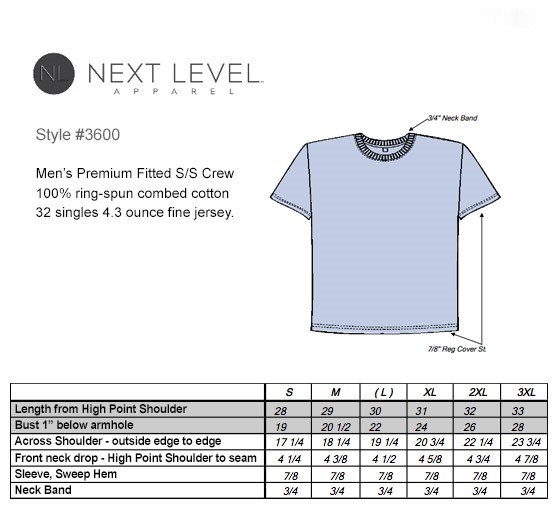 NL NEXT LEVEL
APPAREL
3/4" Neck Band
Style #3600
Men's Premium Fitted S/S Crew
100% ring-spun combed cotton
32 singles 4.3 ounce fine jersey.
7/8" Reg Cover St.
S M ( L ) XL 2XL 3XL
Length from High Point Shoulder 28 29 30 31 32 33
Bust 1" below armhole 19 20 1/2 22 24 26 28
Across Shoulder - outside edge to edge 17 1/4 18 1/4 19 1/4 20 3/4 22 1/4 23 3/4
Front neck drop - High Point Shoulder to seam 4 1/4 4 3/8 4 1/2 4 5/8 4 3/4 4 7/8
Sleeve, Sweep Hem 7/8 7/8 7/8 7/8 7/8 7/8
Neck Band 3/4 3/4 3/4 3/4 3/4 3/4